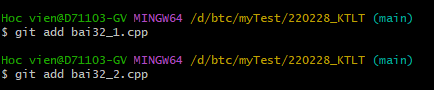 Hoc vien@D71103-GV MINGW64 /d/btc/myTest/220228_KTLT (main)
$ git add bai32_1.cpp
Hoc vien@D71103-GV MINGW64 /d/btc/myTest/220228_KTLT (main)
$ git add bai32_2.cpp